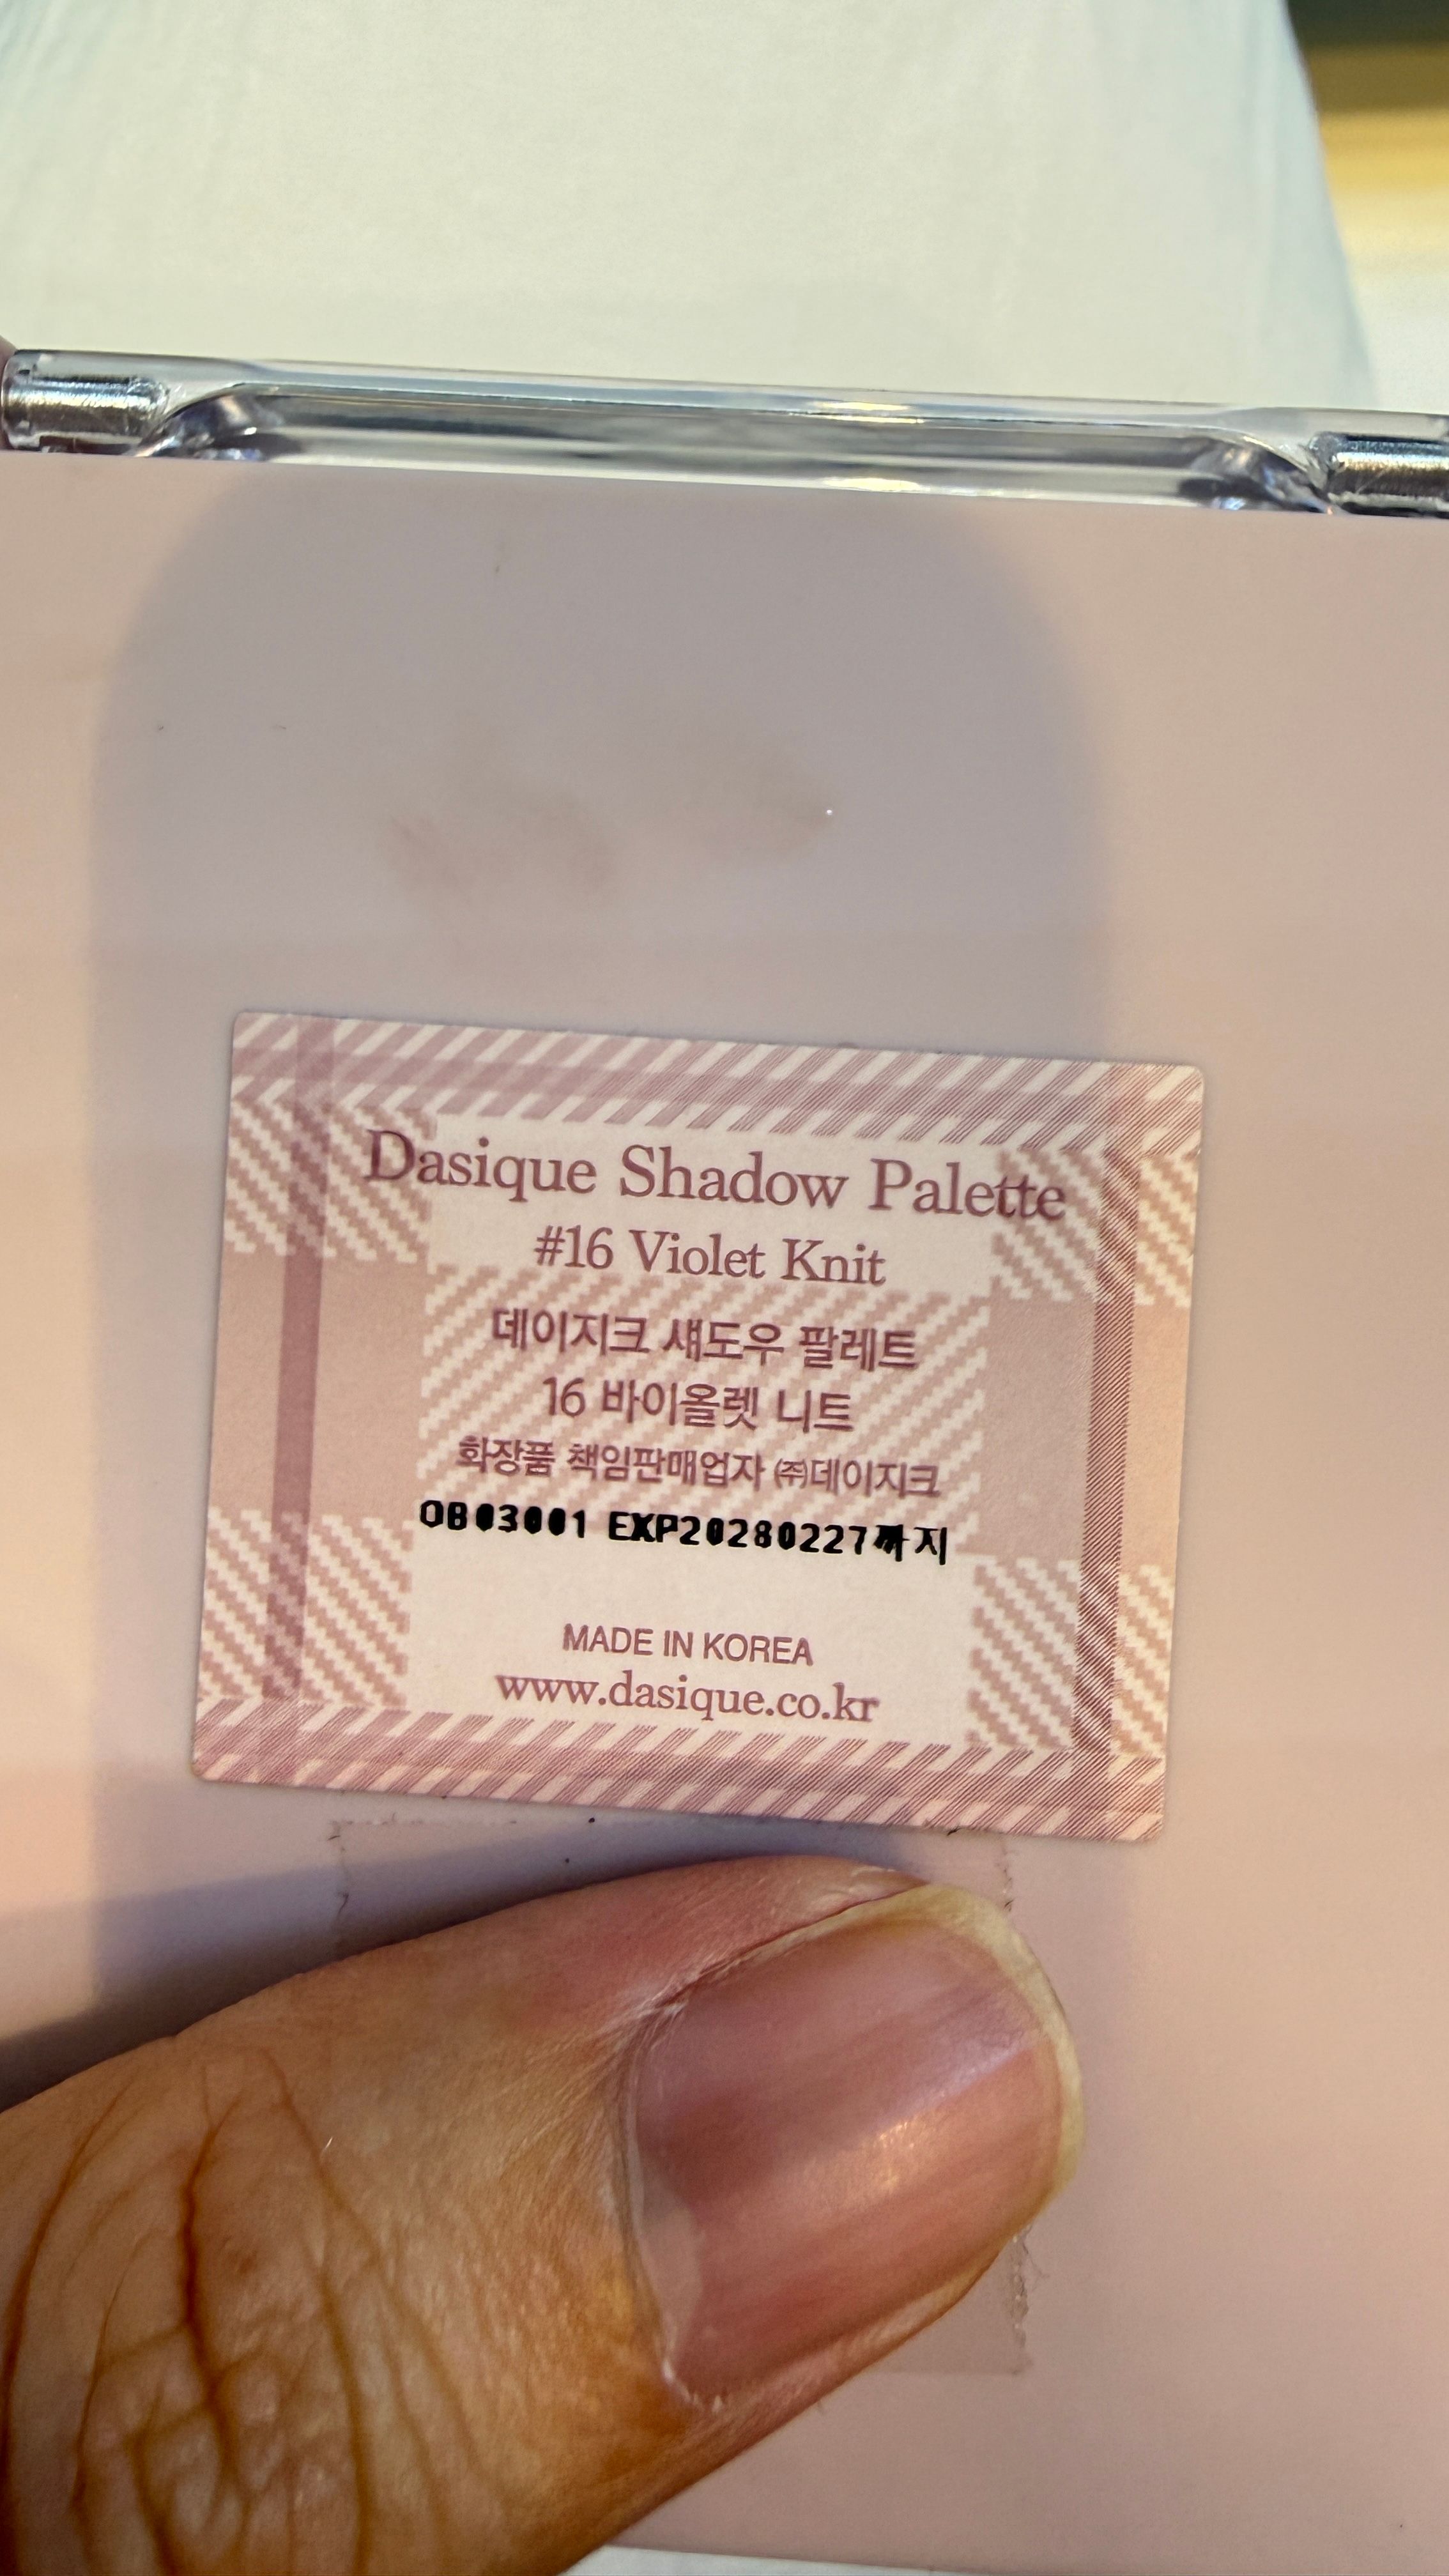 Dasique Shadow Palette
#16 Violet Knit
데이지크 섀도우 팔레트
16 바이올렛 니트
화장품 책임판매업자 ㈜데이지크
OB03001 EXP20280227까지
MADE IN KOREA
www.dasique.co.kr